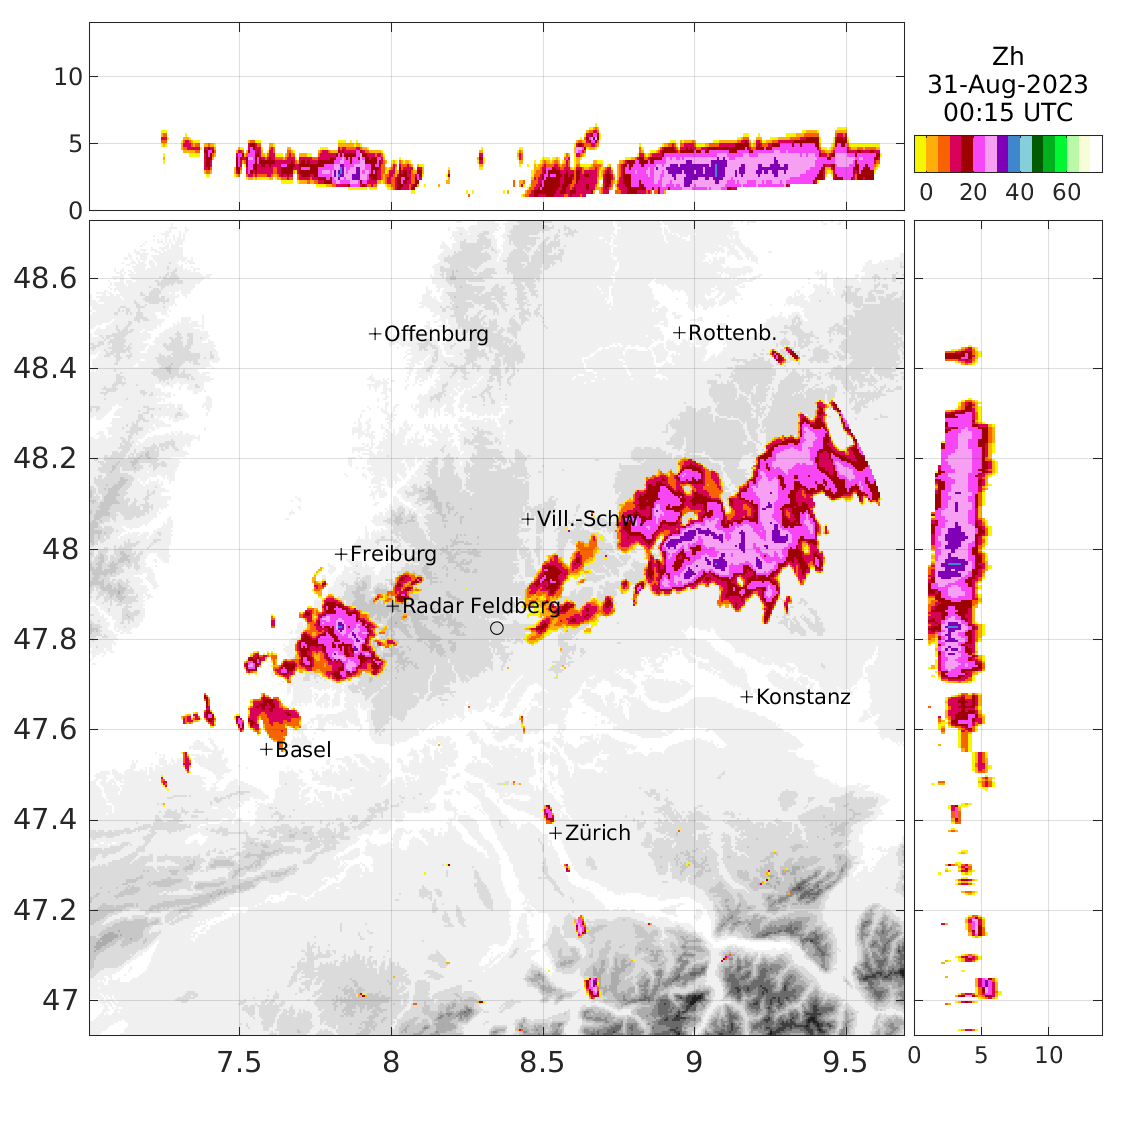 10
5
0
Zh
31-Aug-2023
00:15 UTC
0 20 40 60
48.6
48.4
48.2
48
47.8
47.6
47.4
47.2
47
+Offenburg
+Rottenb.
+Vill.-Schw.
+Freiburg
+Radar Feldberg
+Konstanz
+Basel
+Zürich
7.5 8 8.5 9 9.5
0 5 10